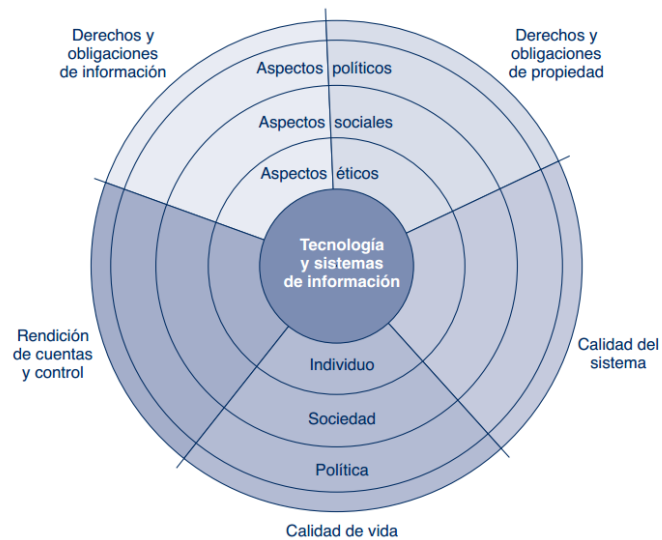 Derechos y
obligaciones
de información
Derechos y
obligaciones
de propiedad
Aspectos políticos
Aspectos sociales
Aspectos éticos
Tecnología
y sistemas
de información
Rendición
de cuentas
y control
Calidad del
sistema
Individuo
Sociedad
Política
Calidad de vida